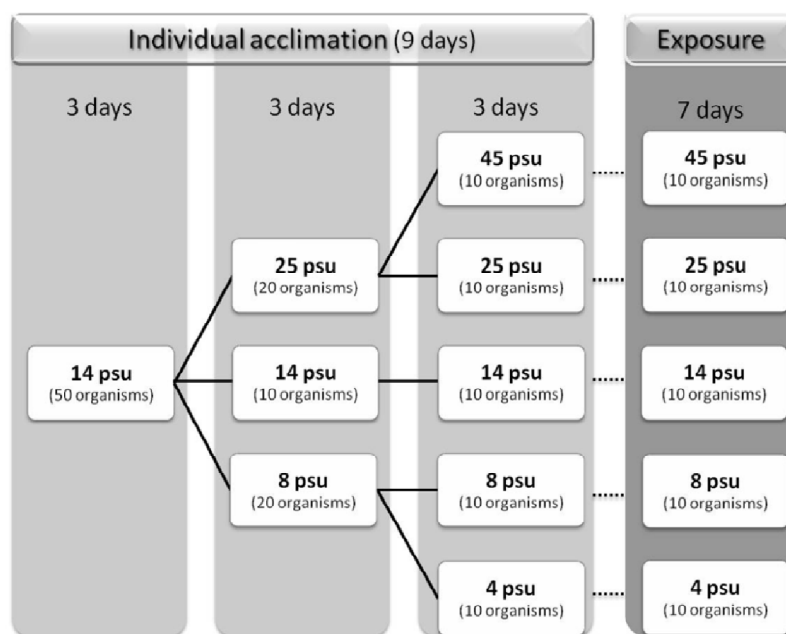 Individual acclimation (9 days)
Exposure
3 days
3 days
3 days
7 days
45 psu
(10 organisms)
45 psu
(10 organisms)
25 psu
(20 organisms)
25 psu
(10 organisms)
25 psu
(10 organisms)
14 psu
(50 organisms)
14 psu
(10 organisms)
14 psu
(10 organisms)
14 psu
(10 organisms)
8 psu
(20 organisms)
8 psu
(10 organisms)
8 psu
(10 organisms)
4 psu
(10 organisms)
4 psu
(10 organisms)